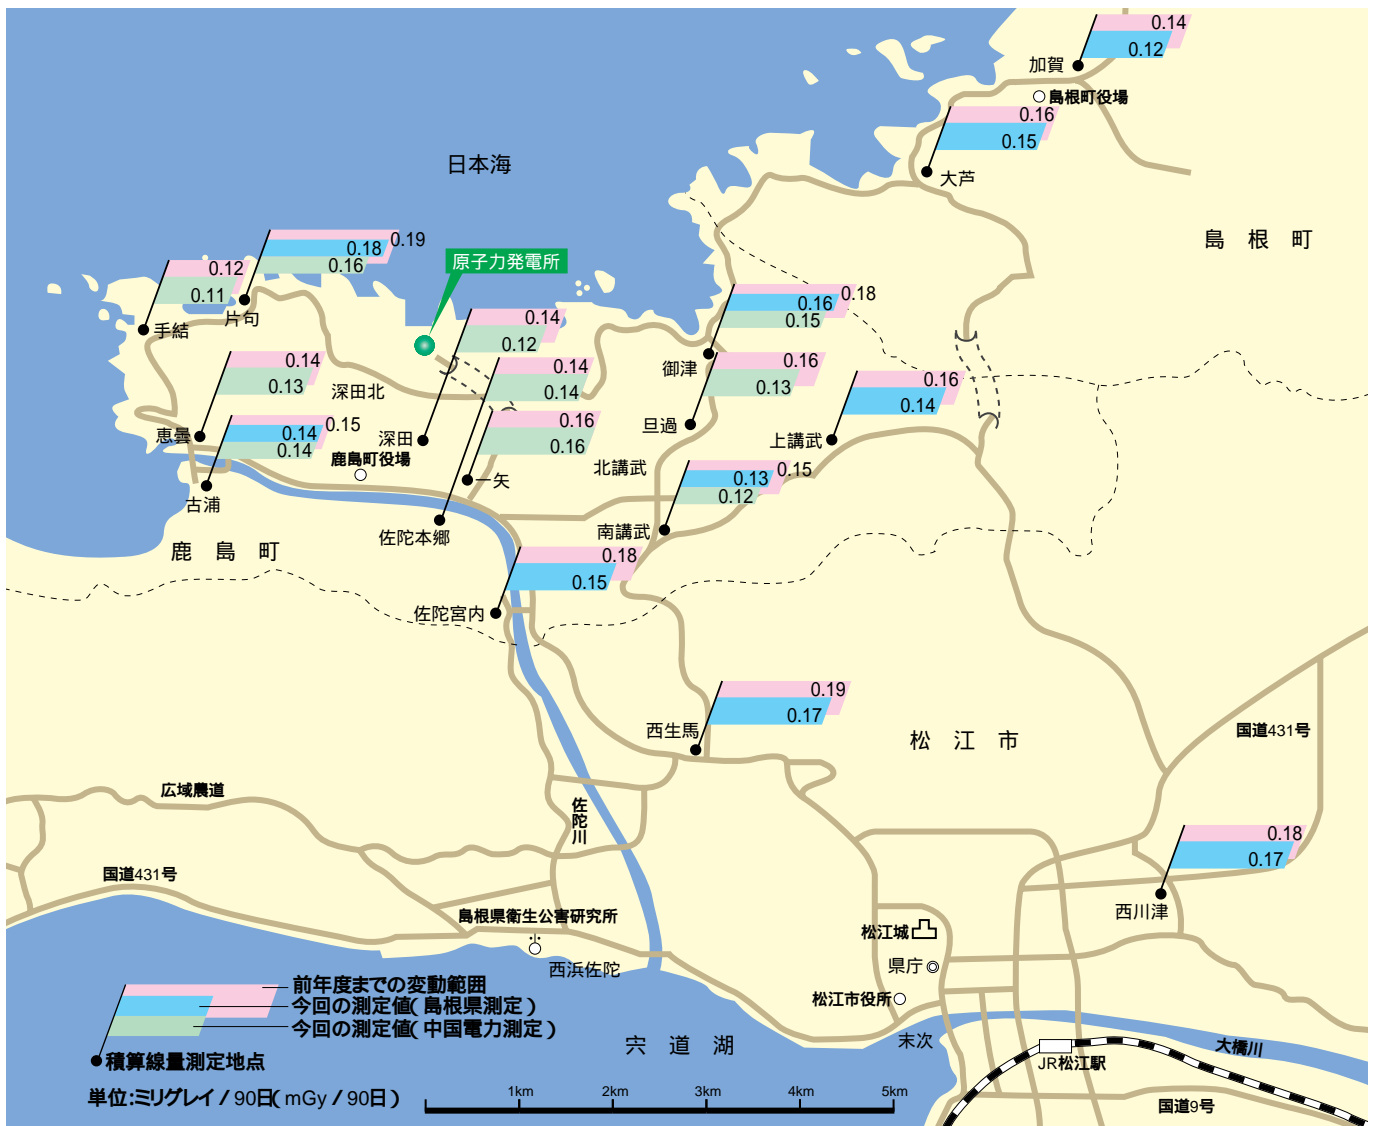 0.14
0.12
加賀
島根町役場
0.16
0.15
大芦
日本海
島根町
0.19
0.18
0.16
片句
原子力発電所
0.12
0.11
手結
0.18
0.16
0.15
御津
0.14
0.12
深田
0.14
0.14
佐陀本郷
0.14
0.13
恵曇
深田北
0.16
0.13
旦過
0.16
0.14
上講武
0.15
0.14
0.14
古浦
鹿島町役場
0.16
0.16
一矢
北講武
0.15
0.13
0.12
南講武
鹿島町
0.18
0.15
佐陀宮内
0.19
0.17
西生馬
松江市
国道431号
広域農道
佐陀川
0.18
0.17
西川津
国道431号
島根県衛生公害研究所
西浜佐陀
松江城
県庁
松江市役所
末次
宍道湖
大橋川
JR松江駅
国道9号
前年度までの変動範囲
今回の測定値(島根県測定)
今回の測定値(中国電力測定)
積算線量測定地点
単位:ミリグレイ/90日(mGy/90日)
1km 2km 3km 4km 5km